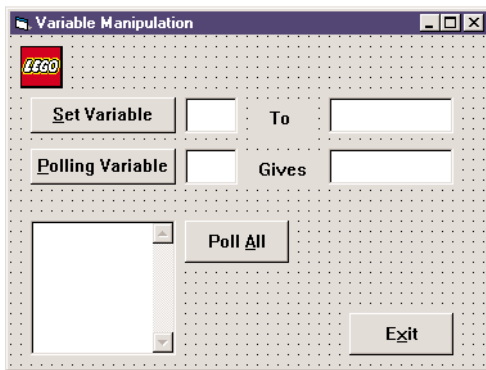 Variable Manipulation
LEGO
Set Variable To
Polling Variable Gives
Poll All
Exit